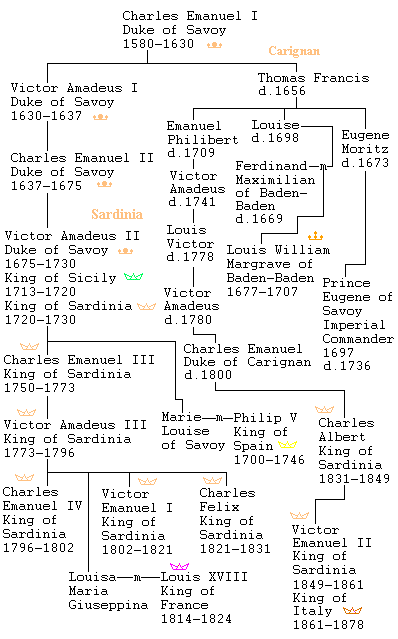 Charles Emanuel I
Duke of Savoy
1580-1630
Carignan
Thomas Francis
d.1656
Victor Amadeus I
Duke of Savoy
1630-1637
Emanuel
Philibert
d.1709
Louise
d.1698
Eugene
Moritz
d.1673
Charles Emanuel II
Duke of Savoy
1637-1675
Victor
Amadeus
d.1741
Ferdinand—m
Maximilian
of Baden-
Baden
d.1669
Sardinia
Victor Amadeus II
Duke of Savoy
1675-1730
King of Sicily
1713-1720
King of Sardinia
1720-1730
Louis
Victor
d.1778
Louis William
Margrave of
Baden-Baden
1677-1707
Prince
Eugene of
Savoy
Imperial
Commander
1697
d.1736
Victor
Amadeus
d.1780
Charles Emanuel
Duke of Carignan
d.1800
Charles Emanuel III
King of Sardinia
1750-1773
Marie—m—Philip V
Louise King of
of Savoy Spain
1700-1746
Charles
Albert
King of
Sardinia
1831-1849
Victor Amadeus III
King of Sardinia
1773-1796
Charles
Emanuel IV
King of
Sardinia
1796-1802
Victor
Emanuel I
King of
Sardinia
1802-1821
Charles
Felix
King of
Sardinia
1821-1831
Victor
Emanuel II
King of
Sardinia
1849-1861
King of
Italy
1861-1878
Louisa—m—Louis XVIII
Maria King of
Giuseppina France
1814-1824